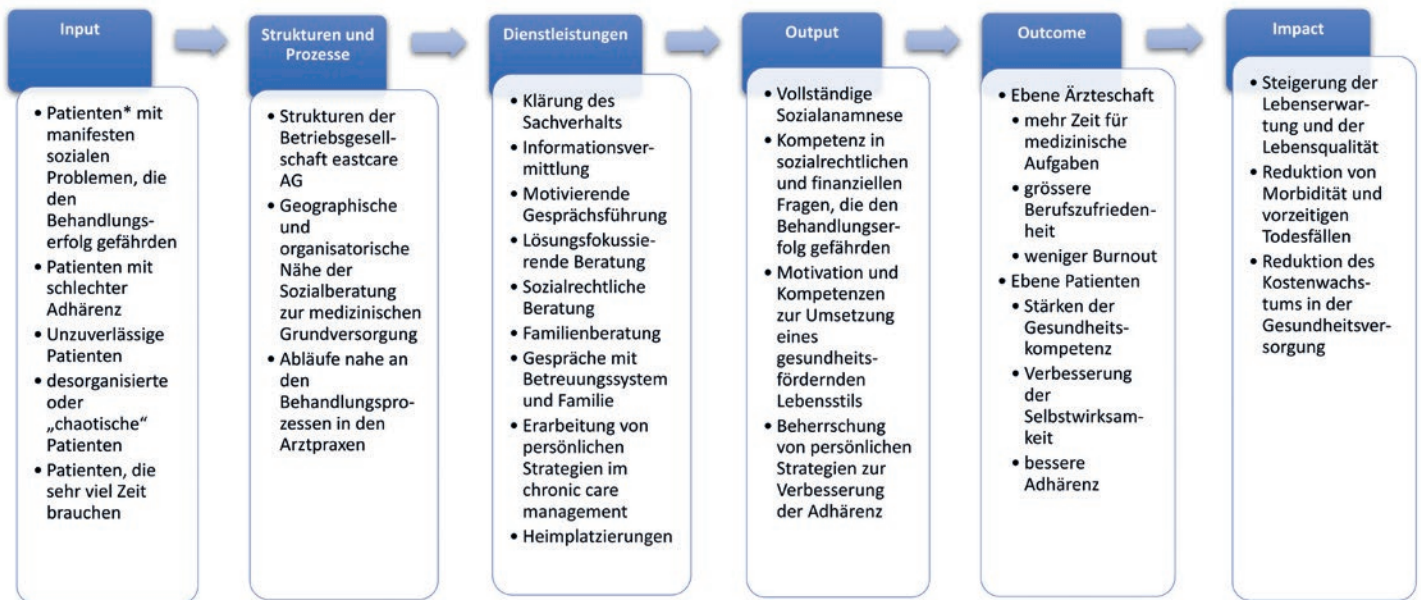 Input
• Patienten* mit
manifesten
sozialen
Problemen, die
den
Behandlungs-
erfolg gefährden
• Patienten mit
schlechter
Adhärenz
• Unzuverlässige
Patienten
• desorganisierte
oder
„chaotische“
Patienten
• Patienten, die
sehr viel Zeit
brauchen
Strukturen und
Prozesse
• Strukturen der
Betriebsgesell-
schaft eastcare
AG
• Geographische
und
organisatorische
Nähe der
Sozialberatung
zur medizinischen
Grundversorgung
• Abläufe nahe an
den
Behandlungspro-
zessen in den
Arztpraxen
Dienstleistungen
• Klärung des
Sachverhalts
• Informationsver-
mittlung
• Motivierende
Gesprächsführung
• Lösungsfokussie-
rende Beratung
• Sozialrechtliche
Beratung
• Familienberatung
• Gespräche mit
Betreuungssystem
und Familie
• Erarbeitung von
persönlichen
Strategien im
chronic care
management
• Heimplatzierungen
Output
• Vollständige
Sozialanamnese
• Kompetenz in
sozialrechtlichen
und finanziellen
Fragen, die den
Behandlungser-
folg gefährden
• Motivation und
Kompetenzen
zur Umsetzung
eines
gesundheits-
fördernden
Lebensstils
• Beherrschung
von persönlichen
Strategien zur
Verbesserung
der Adhärenz
Outcome
• Ebene Ärzteschaft
• mehr Zeit für
medizinische
Aufgaben
• grössere
Berufszufrieden-
heit
• weniger Burnout
• Ebene Patienten
• Stärken der
Gesundheits-
kompetenz
• Verbesserung
der
Selbstwirksam-
keit
• bessere
Adhärenz
Impact
• Steigerung der
Lebenserwar-
tung und der
Lebensqualität
• Reduktion von
Morbidität und
vorzeitigen
Todesfällen
• Reduktion des
Kostenwachs-
tums in der
Gesundheitsver-
sorgung